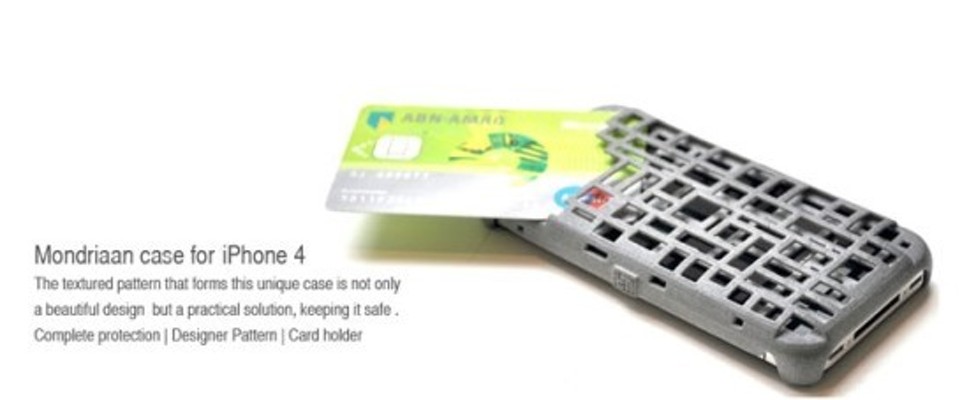 ABN·AMRO
Mondriaan case for iPhone 4
The textured pattern that forms this unique case is not only
a beautiful design but a practical solution, keeping it safe .
Complete protection | Designer Pattern | Card holder